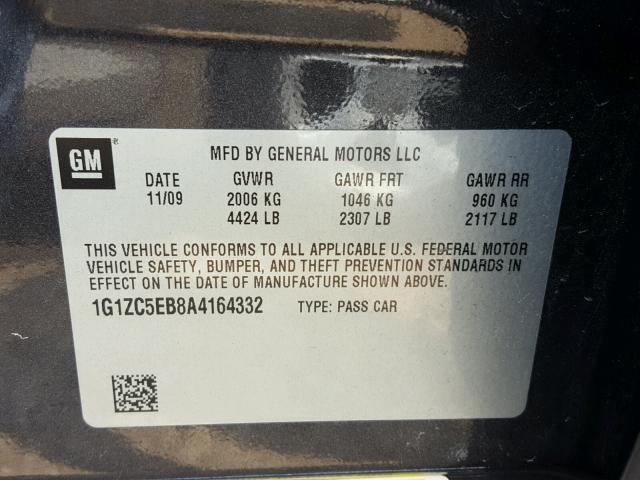 GM
MFD BY GENERAL MOTORS LLC
DATE GVWR GAWR FRT GAWR RR
11/09 2006 KG 1046 KG 960 KG
4424 LB 2307 LB 2117 LB
THIS VEHICLE CONFORMS TO ALL APPLICABLE U.S. FEDERAL MOTOR
VEHICLE SAFETY, BUMPER, AND THEFT PREVENTION STANDARDS IN
EFFECT ON THE DATE OF MANUFACTURE SHOWN ABOVE.
1G1ZC5EB8A4164332 TYPE: PASS CAR